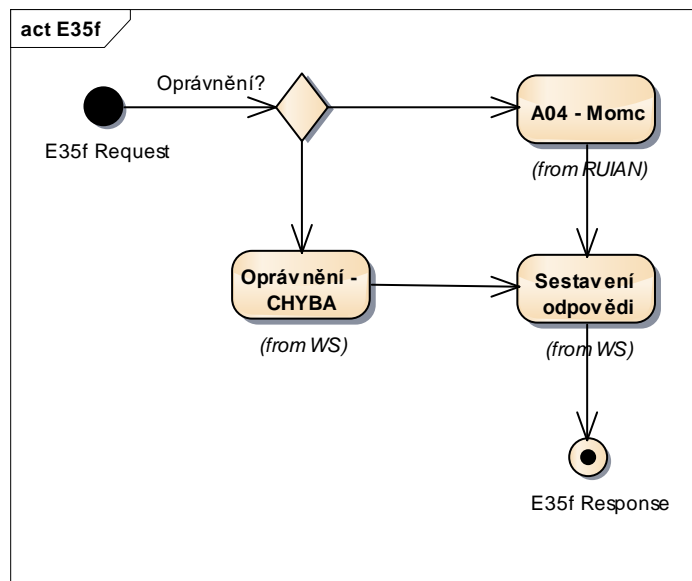 act E35f
Oprávnění?
E35f Request
A04 - Momc
(from RUIAN)
Oprávnění -
CHYBA
(from WS)
Sestavení
odpovědi
(from WS)
E35f Response